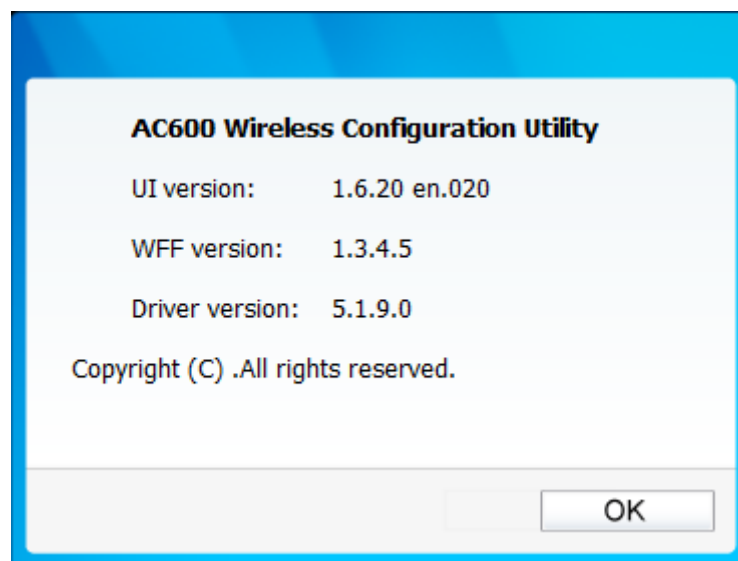 AC600 Wireless Configuration Utility
UI version: 1.6.20 en.020
WFF version: 1.3.4.5
Driver version: 5.1.9.0
Copyright (C) .All rights reserved.
OK